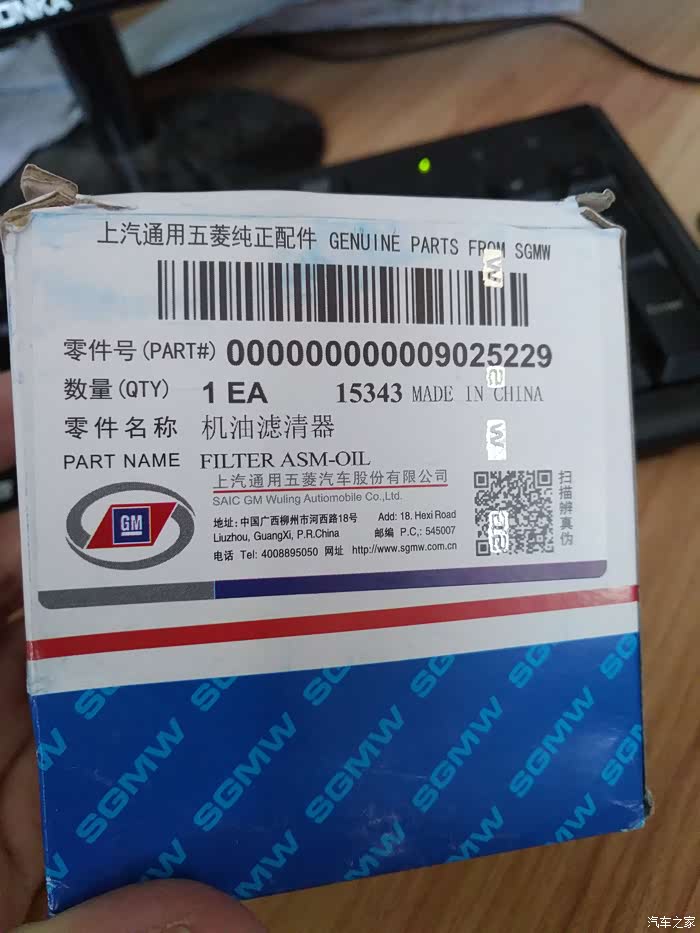 上汽通用五菱纯正配件 GENUINE PARTS FROM SGMW
零件号(PART#) 000000000009025229
数量(QTY) 1 EA 15343 MADE IN CHINA
零件名称 机油滤清器
PART NAME FILTER ASM-OIL
上汽通用五菱汽车股份有限公司
SAIC GM Wuling Automobile Co.,Ltd.
GM
地址: 中国广西柳州市河西路18号 Add: 18. Hexi Road
Liuzhou, GuangXi, P.R.China 邮编 P.C,: 545007
电话 Tel: 4008895050 网址 http://www.sgmw.com.cn
扫描辨真伪
SGMW
SGMW
SGMW
SGMW
SGMW
汽车之家